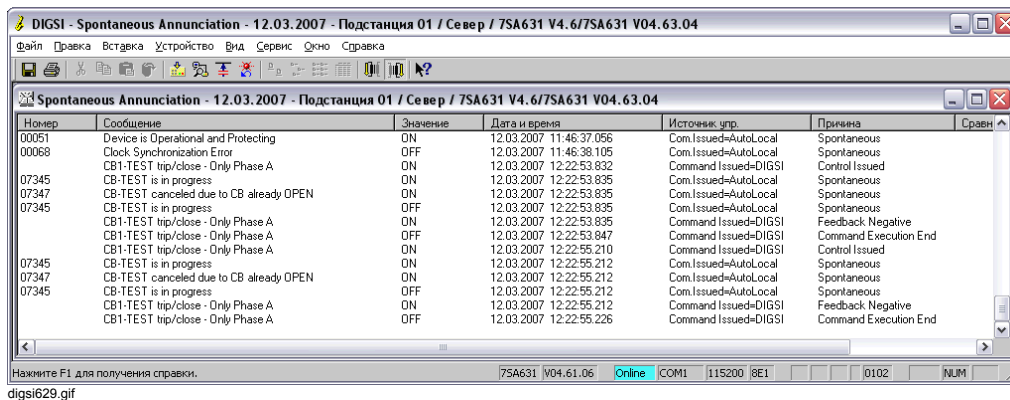 DIGSI - Spontaneous Annunciation - 12.03.2007 - Подстанция 01 / Север / 7SA631 V4.6/7SA631 V04.63.04
Файл Правка Вставка Устройство Вид Сервис Окно Справка
Spontaneous Annunciation - 12.03.2007 - Подстанция 01 / Север / 7SA631 V4.6/7SA631 V04.63.04
Номер Сообщение Значение Дата и время Источник упр. Причина Сравн
00051 Device is Operational and Protecting ON 12.03.2007 11:46:37.056 Com.Issued=AutoLocal Spontaneous
00068 Clock Synchronization Error OFF 12.03.2007 11:46:38.105 Com.Issued=AutoLocal Spontaneous
CB1-TEST trip/close - Only Phase A ON 12.03.2007 12:22:53.832 Command Issued=DIGSI Control Issued
07345 CB-TEST is in progress ON 12.03.2007 12:22:53.835 Com.Issued=AutoLocal Spontaneous
07347 CB-TEST canceled due to CB already OPEN ON 12.03.2007 12:22:53.835 Com.Issued=AutoLocal Spontaneous
07345 CB-TEST is in progress OFF 12.03.2007 12:22:53.835 Com.Issued=AutoLocal Spontaneous
CB1-TEST trip/close - Only Phase A ON 12.03.2007 12:22:53.835 Command Issued=DIGSI Feedback Negative
CB1-TEST trip/close - Only Phase A OFF 12.03.2007 12:22:53.847 Command Issued=DIGSI Command Execution End
CB1-TEST trip/close - Only Phase A ON 12.03.2007 12:22:55.210 Command Issued=DIGSI Control Issued
07345 CB-TEST is in progress ON 12.03.2007 12:22:55.212 Com.Issued=AutoLocal Spontaneous
07347 CB-TEST canceled due to CB already OPEN ON 12.03.2007 12:22:55.212 Com.Issued=AutoLocal Spontaneous
07345 CB-TEST is in progress OFF 12.03.2007 12:22:55.212 Com.Issued=AutoLocal Spontaneous
CB1-TEST trip/close - Only Phase A ON 12.03.2007 12:22:55.212 Command Issued=DIGSI Feedback Negative
CB1-TEST trip/close - Only Phase A OFF 12.03.2007 12:22:55.226 Command Issued=DIGSI Command Execution End
Нажмите F1 для получения справки. 7SA631 V04.61.06 Online COM1 115200 8E1 0102 NUM
digsi629.gif